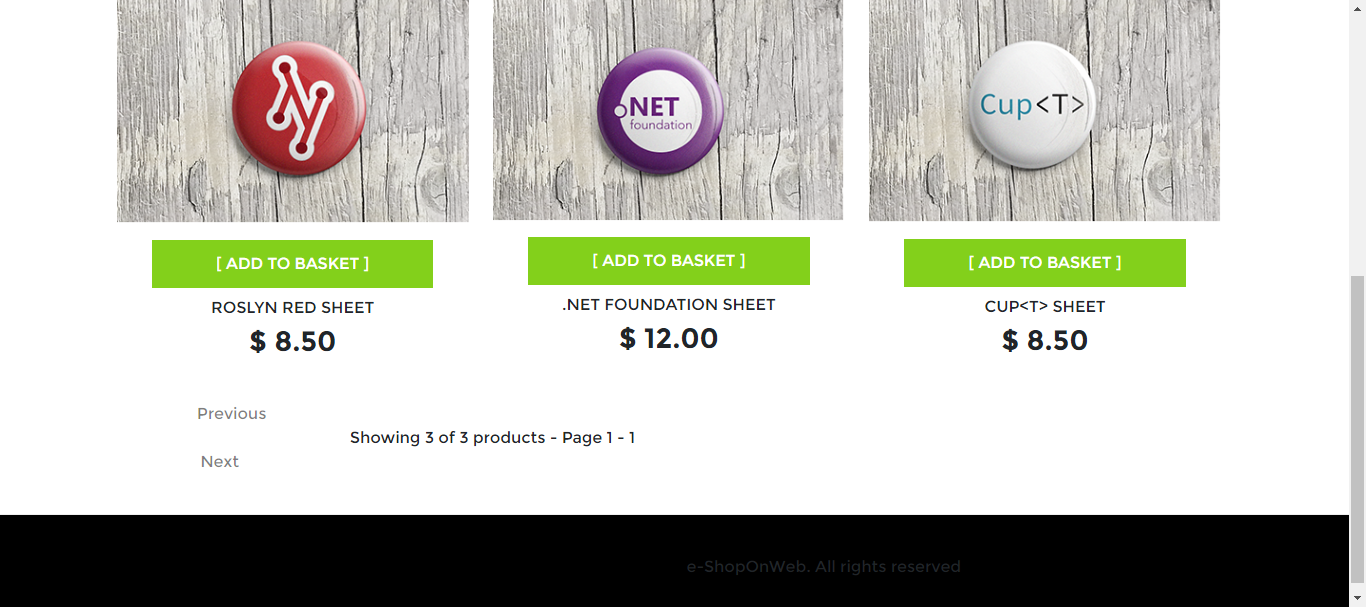 .NET
foundation
Cup<T>
[ ADD TO BASKET ]
ROSLYN RED SHEET
$ 8.50
[ ADD TO BASKET ]
.NET FOUNDATION SHEET
$ 12.00
[ ADD TO BASKET ]
CUP<T> SHEET
$ 8.50
Previous
Showing 3 of 3 products - Page 1 - 1
Next
e-ShopOnWeb. All rights reserved